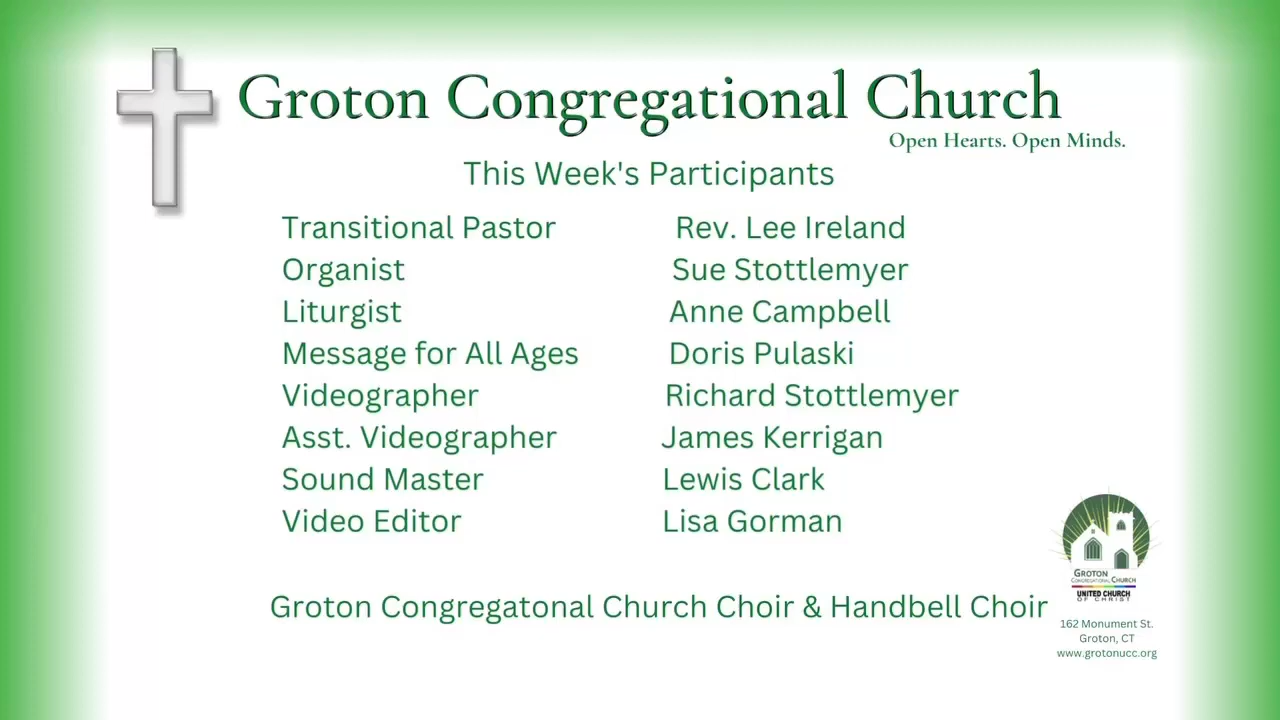 Groton Congregational Church
Open Hearts. Open Minds.
This Week's Participants
Transitional Pastor Rev. Lee Ireland
Organist Sue Stottlemyer
Liturgist Anne Campbell
Message for All Ages Doris Pulaski
Videographer Richard Stottlemyer
Asst. Videographer James Kerrigan
Sound Master Lewis Clark
Video Editor Lisa Gorman
GROTON
CONGREGATIONAL CHURCH
UNITED CHURCH
OF CHRIST
Groton Congregatonal Church Choir & Handbell Choir
162 Monument St.
Groton, CT
www.grotonucc.org